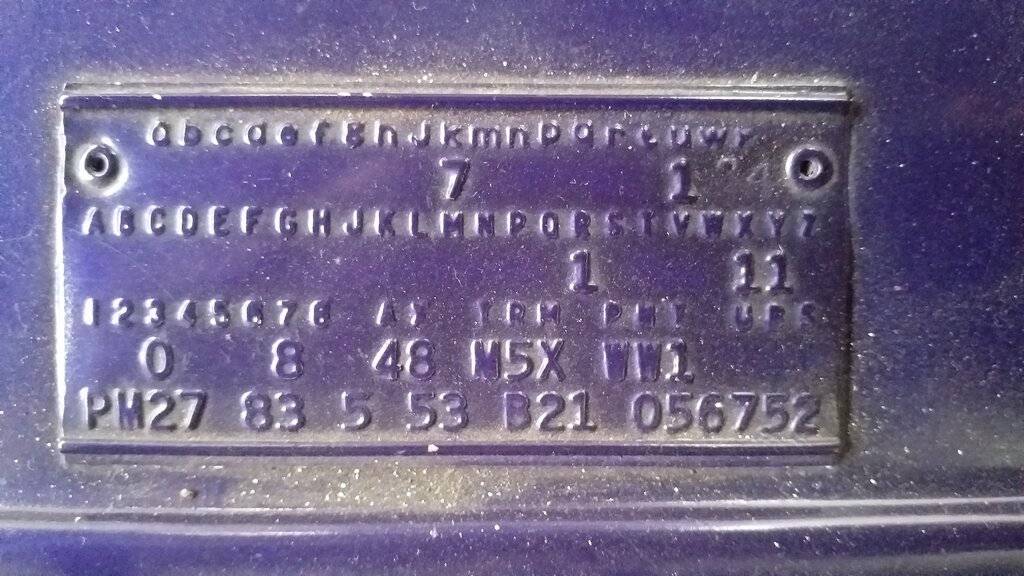 abcdefghJkmnpqrtuwr
7 1
ABCDEFGHJKLMNPQRSTVWXYZ
1 11
12345678 AX TRM PNT UPS
0 8 48 M5X WW1
PM27 83 5 53 B21 056752